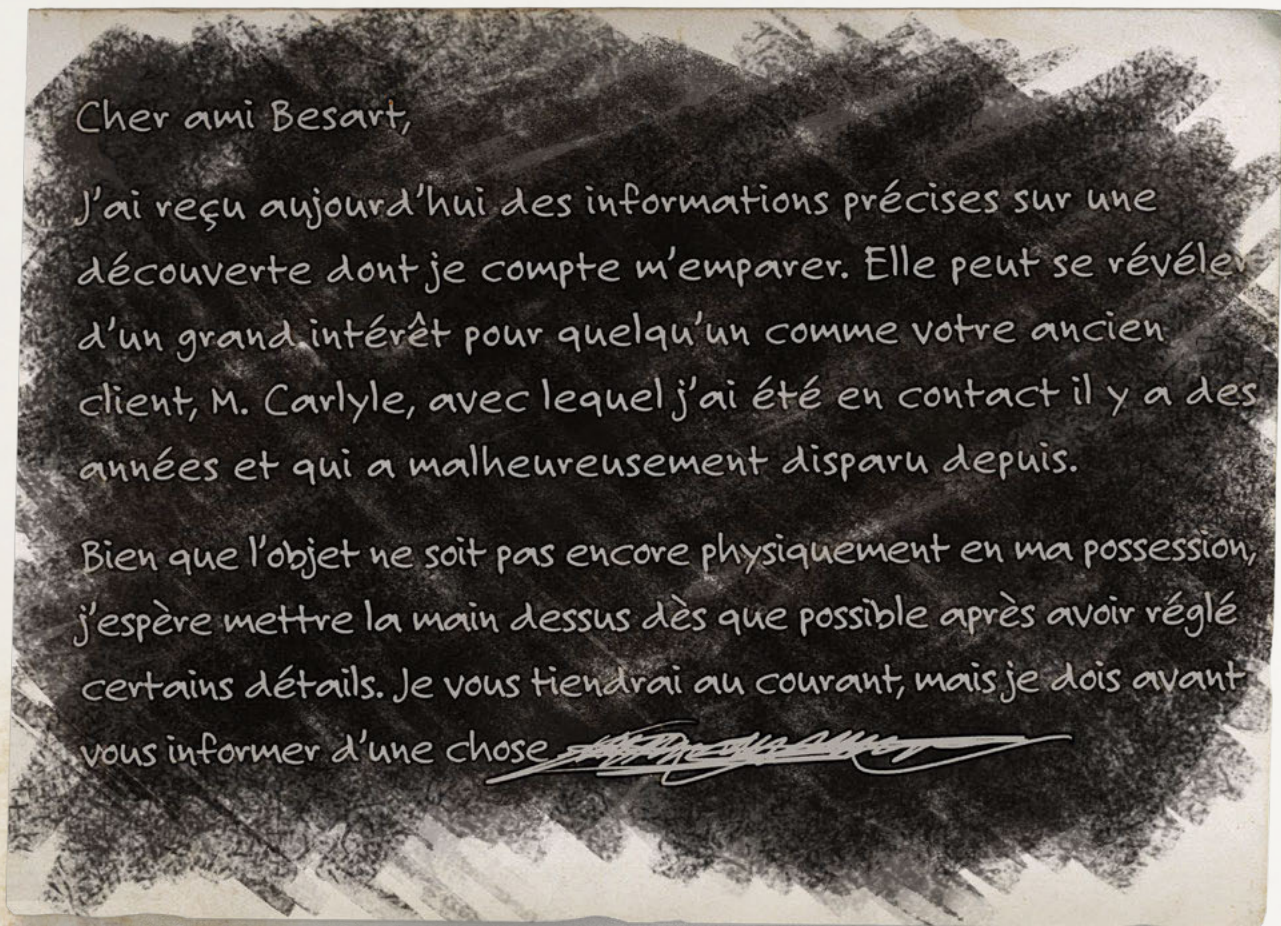 Cher ami Besart,
J'ai reçu aujourd'hui des informations précises sur une
découverte dont je compte m'emparer. Elle peut se révéler
d'un grand intérêt pour quelqu'un comme votre ancien
client, M. Carlyle, avec lequel j'ai été en contact il y a des
années et qui a malheureusement disparu depuis.
Bien que l'objet ne soit pas encore physiquement en ma possession,
j'espère mettre la main dessus dès que possible après avoir réglé
certains détails. Je vous tiendrai au courant, mais je dois avant
vous informer d'une chose